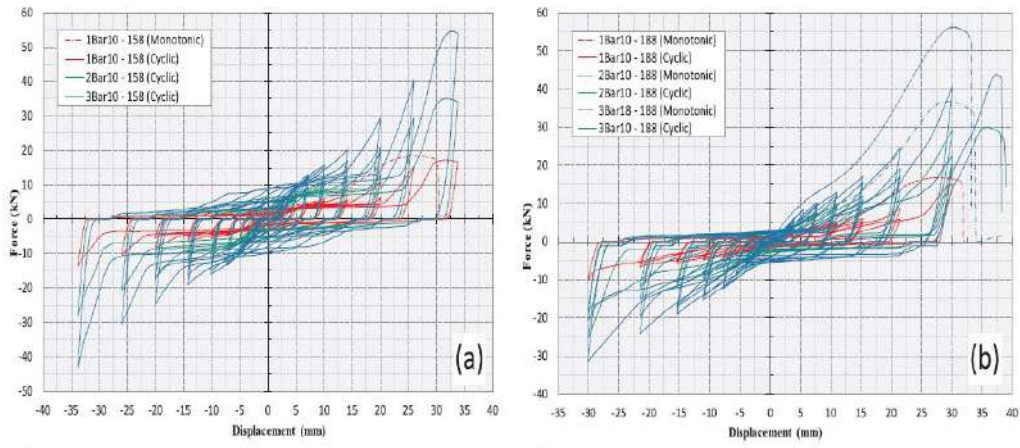 60
50
40
30
20
10
0
-10
-20
-30
-40
-50
Force (kN)
1Bar10 - 158 (Monotonic)
1Bar10 - 158 (Cyclic)
2Bar10 - 158 (Cyclic)
3Bar10 - 158 (Cyclic)
(a)
-40 -35 -30 -25 -20 -15 -10 -5 0 5 10 15 20 25 30 35 40
Displacement (mm)
60
50
40
30
20
10
0
-10
-20
-30
-40
Force (kN)
1Bar10 - 188 (Monotonic)
1Bar10 - 188 (Cyclic)
2Bar10 - 188 (Monotonic)
2Bar10 - 188 (Cyclic)
3Bar18 - 188 (Monotonic)
3Bar10 - 188 (Cyclic)
(b)
-35 -30 -25 -20 -15 -10 -5 0 5 10 15 20 25 30 35 40
Displacement (mm)